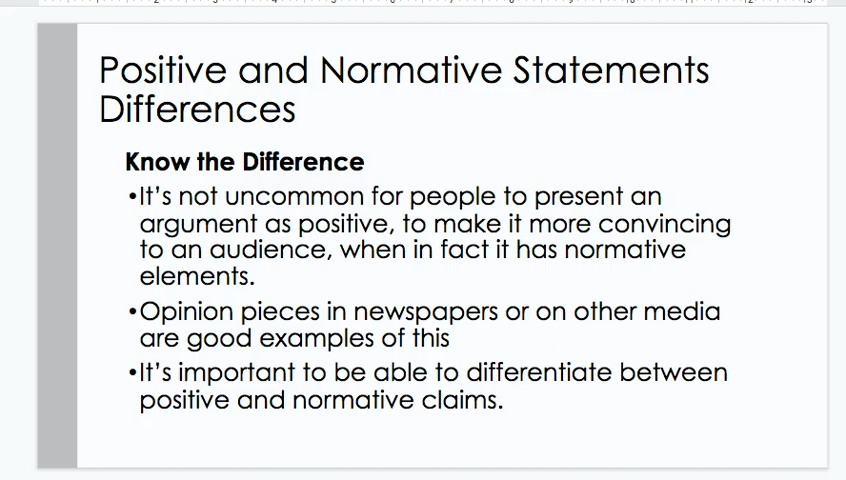 Positive and Normative Statements
Differences
Know the Difference
•It’s not uncommon for people to present an
argument as positive, to make it more convincing
to an audience, when in fact it has normative
elements.
•Opinion pieces in newspapers or on other media
are good examples of this
•It’s important to be able to differentiate between
positive and normative claims.